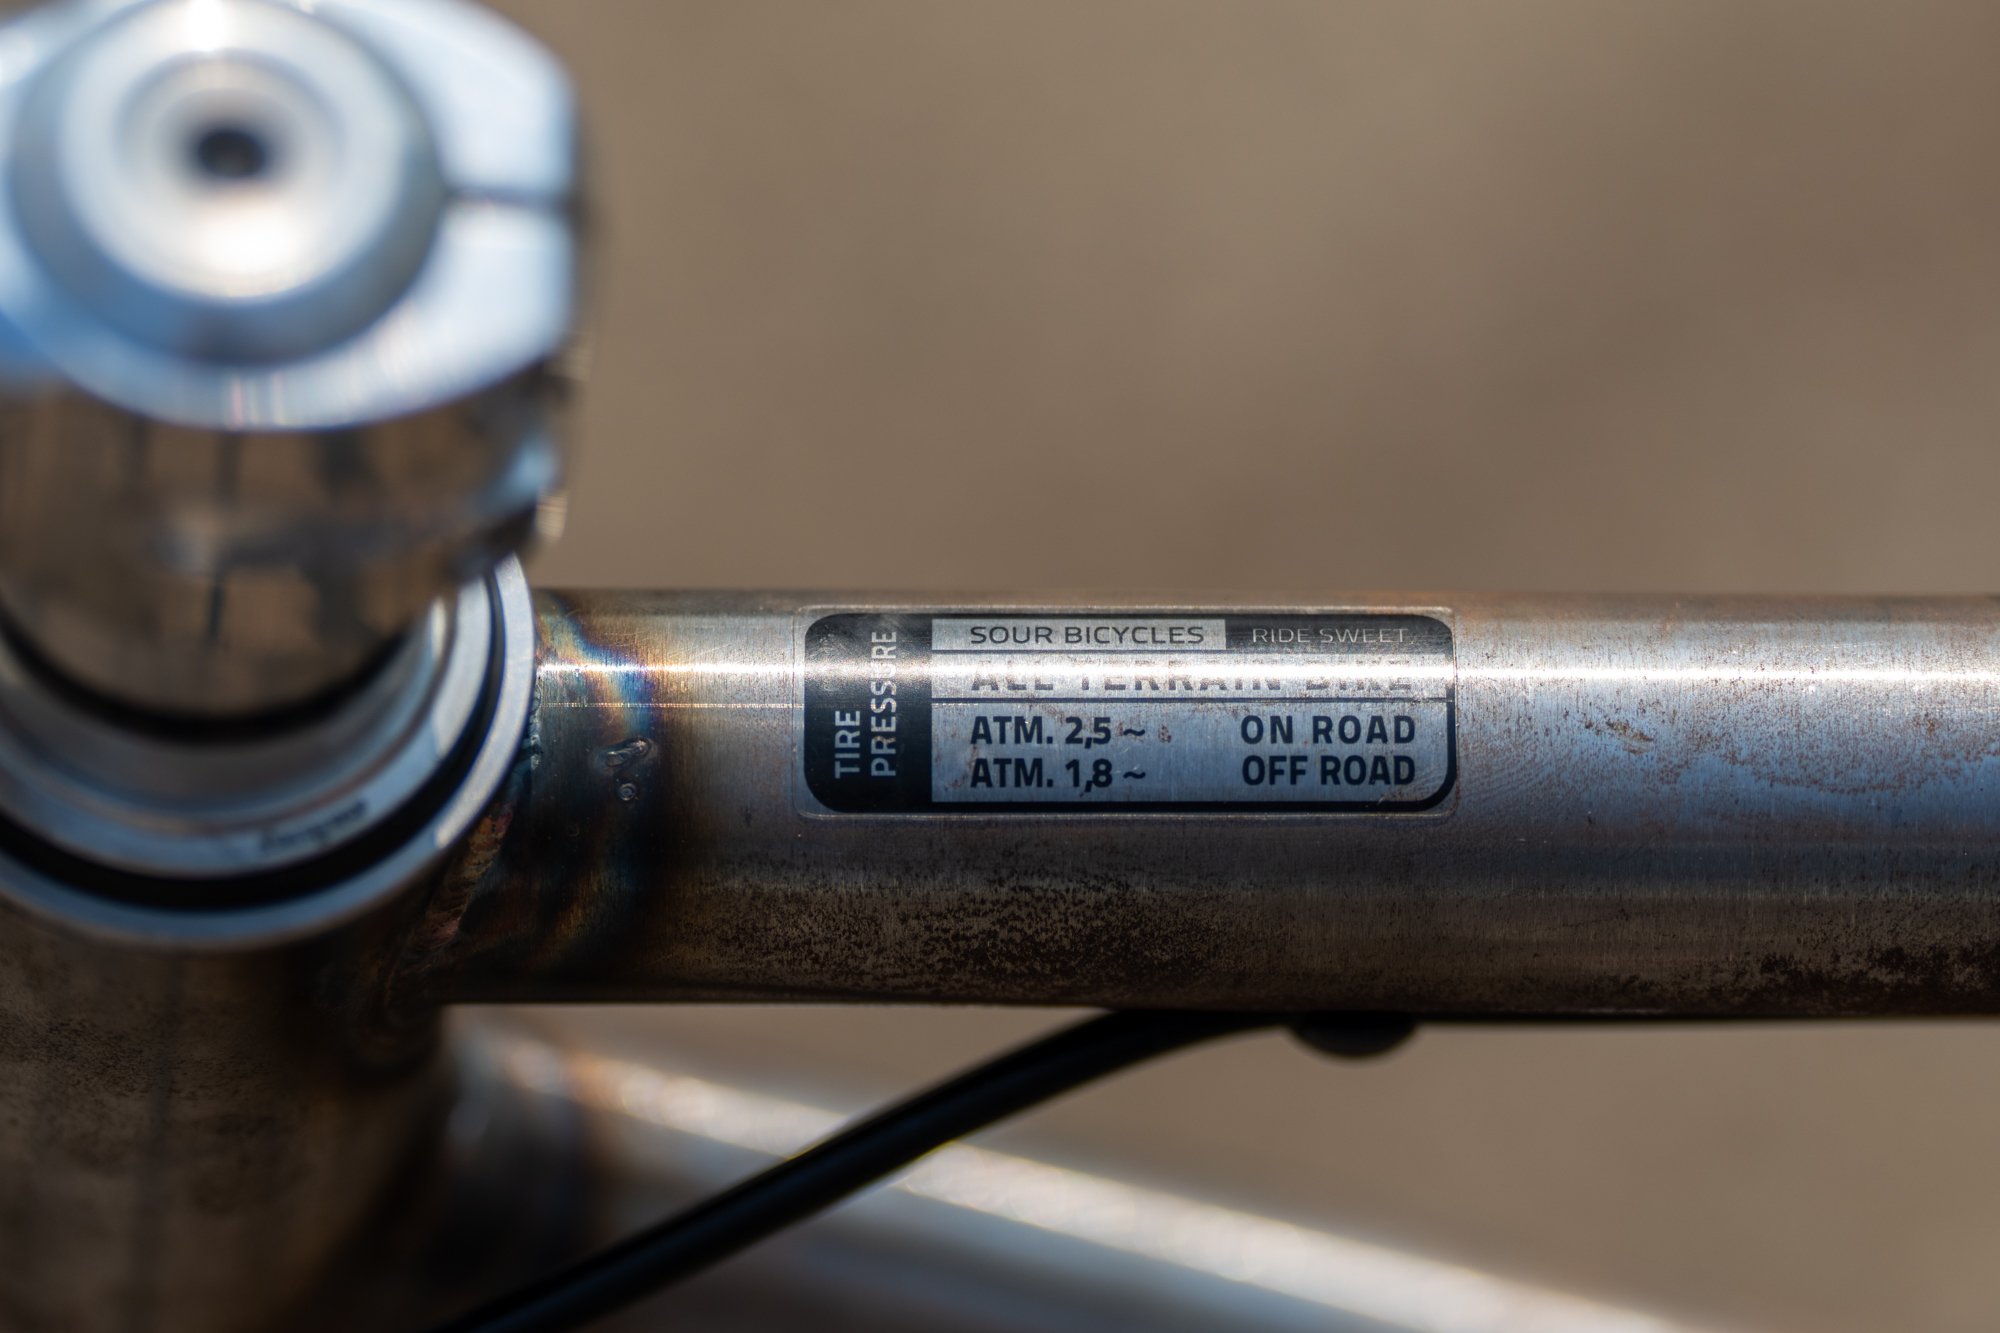 SOUR BICYCLES RIDE SWEET
TIRE
PRESSURE
ALL TERRAIN BIKE
ATM. 2,5 ~ ON ROAD
ATM. 1,8 ~ OFF ROAD